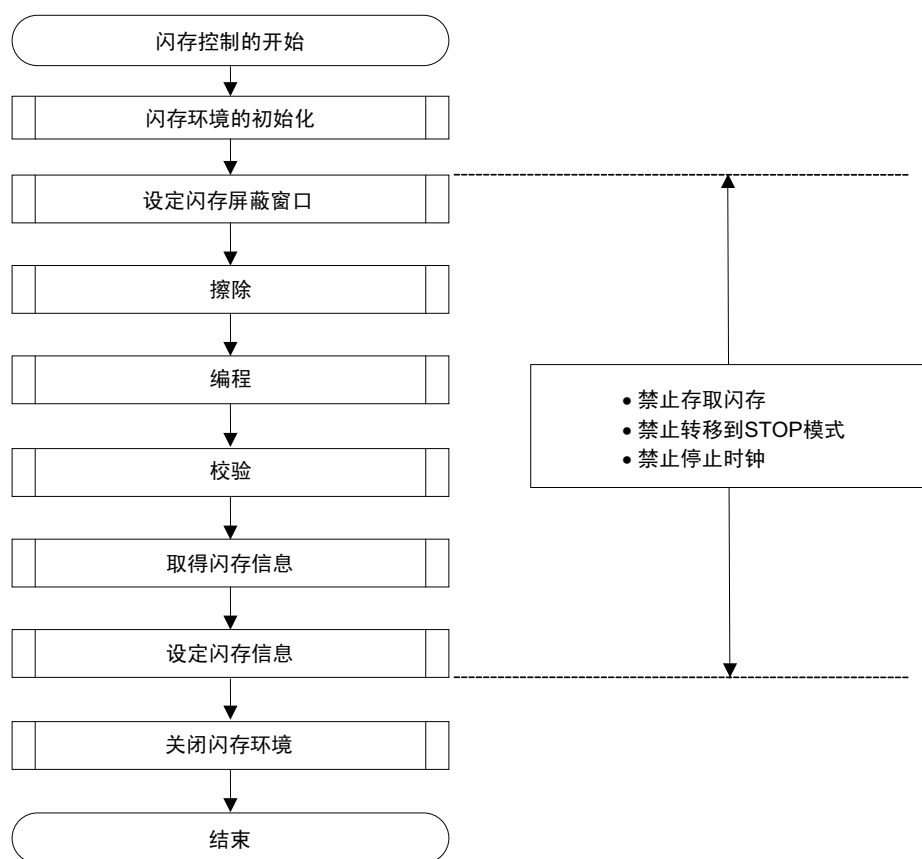 闪存控制的开始
闪存环境的初始化
设定闪存屏蔽窗口
擦除
编程
校验
取得闪存信息
设定闪存信息
关闭闪存环境
结束
• 禁止存取闪存
• 禁止转移到STOP模式
• 禁止停止时钟